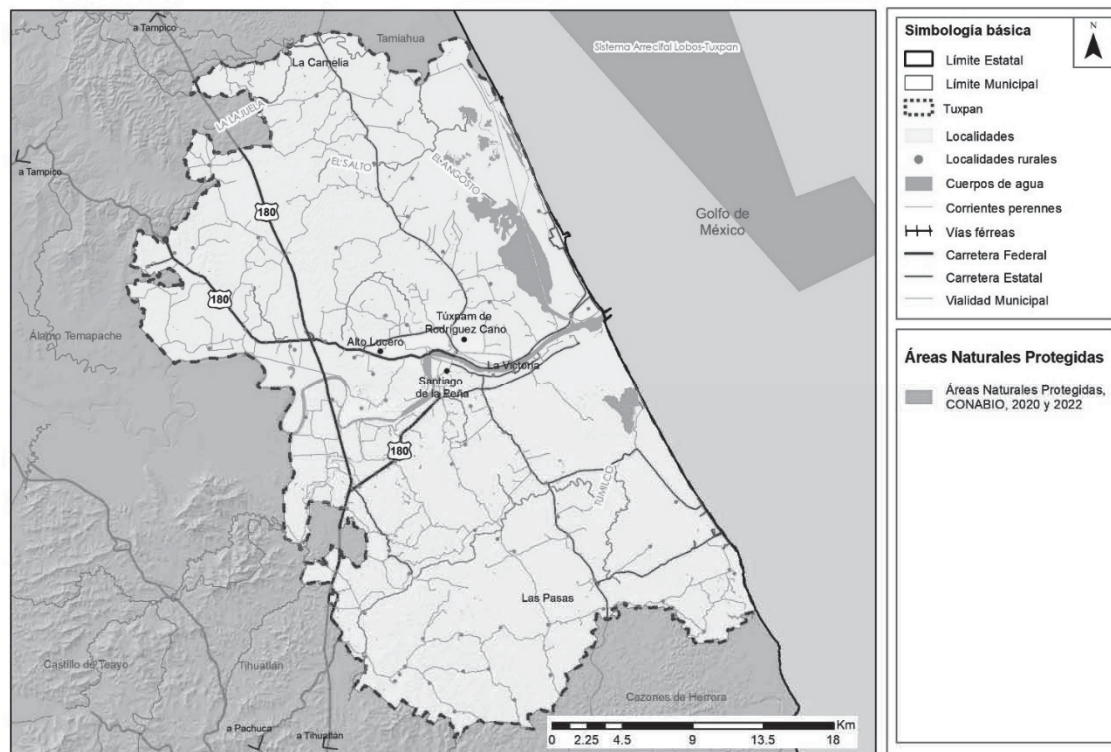 a Tampico
Tamiahua
La Camelia
Sistema Arrecifal Lobos-Tuxpan
LA LAJUELA
a Tampico
EL SALTO
EL ANGOSTO
180
Golfo de
México
180
Túxpam de
Rodríguez Cano
Alto Lucero
Álamo Temapache
La Victoria
Santiago
de la Peña
180
TUMILCO
Las Pasas
Castillo de Teayo
Tihuatlán
Cazones de Herrera
a Pachuca
a Tihuatlán
Km
0 2.25 4.5 9 13.5 18
Simbología básica
N
Límite Estatal
Límite Municipal
Tuxpan
Localidades
Localidades rurales
Cuerpos de agua
Corrientes perennes
Vías férreas
Carretera Federal
Carretera Estatal
Vialidad Municipal
Áreas Naturales Protegidas
Áreas Naturales Protegidas,
CONABIO, 2020 y 2022